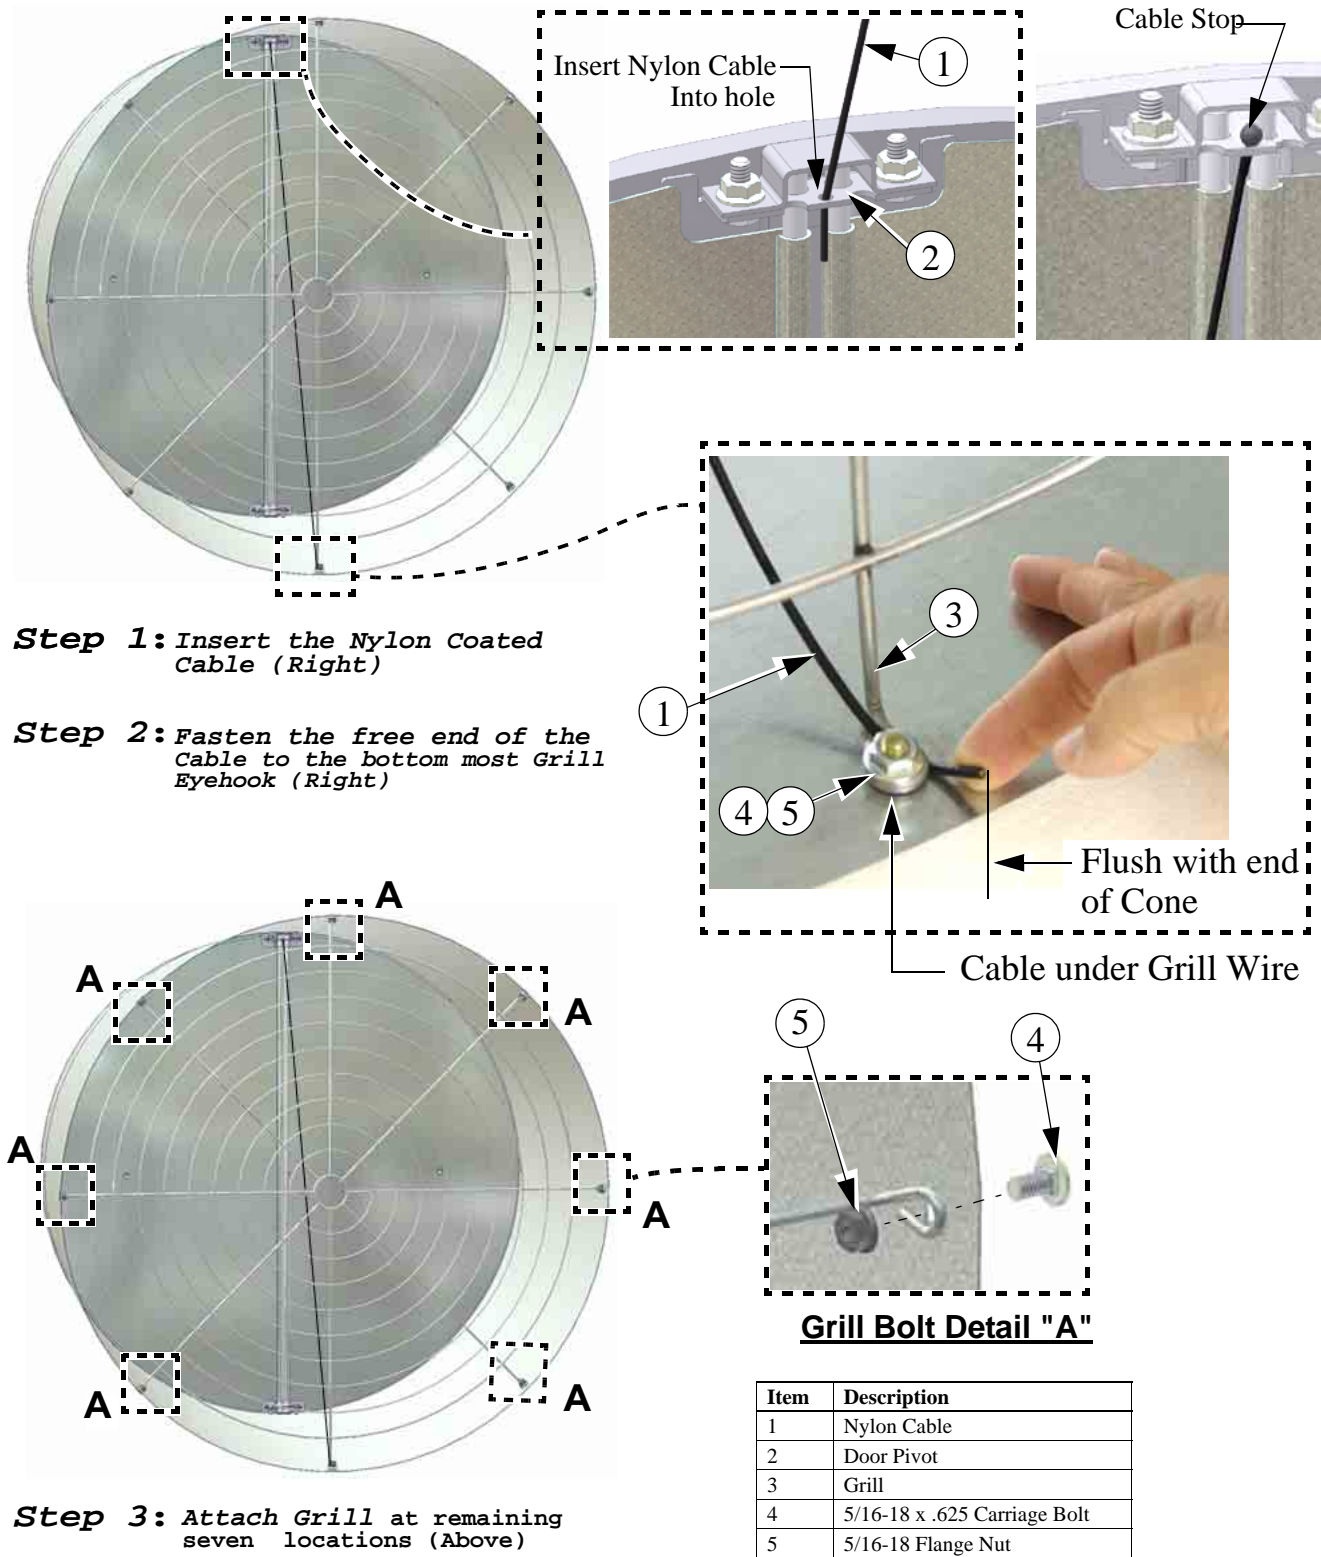 Insert Nylon Cable
Into hole
1
2
Cable Stop
Step 1: Insert the Nylon Coated
Cable (Right)
Step 2: Fasten the free end of the
Cable to the bottom most Grill
Eyehook (Right)
3
1
4 5
Flush with end
of Cone
Cable under Grill Wire
A
A
A
A
A
A
A
5
4
Grill Bolt Detail "A"
Step 3: Attach Grill at remaining
seven locations (Above)
Item Description
1 Nylon Cable
2 Door Pivot
3 Grill
4 5/16-18 x .625 Carriage Bolt
5 5/16-18 Flange Nut